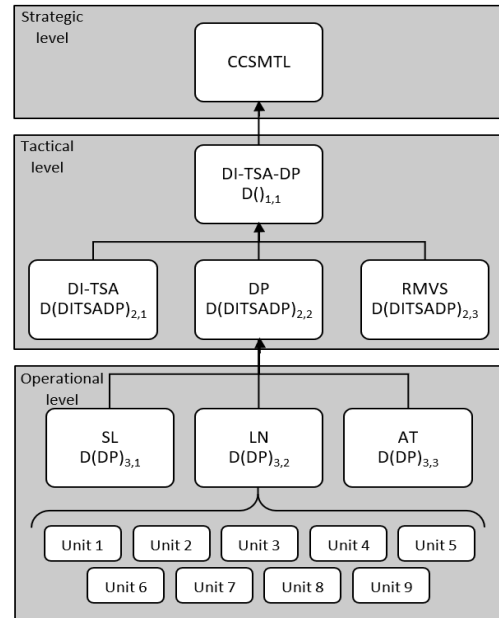 Strategic
level
CCSMTL
Tactical
level
DI-TSA-DP
D()1,1
DI-TSA
D(DITSADP)2,1
DP
D(DITSADP)2,2
RMVS
D(DITSADP)2,3
Operational
level
SL
D(DP)3,1
LN
D(DP)3,2
AT
D(DP)3,3
Unit 1
Unit 2
Unit 3
Unit 4
Unit 5
Unit 6
Unit 7
Unit 8
Unit 9